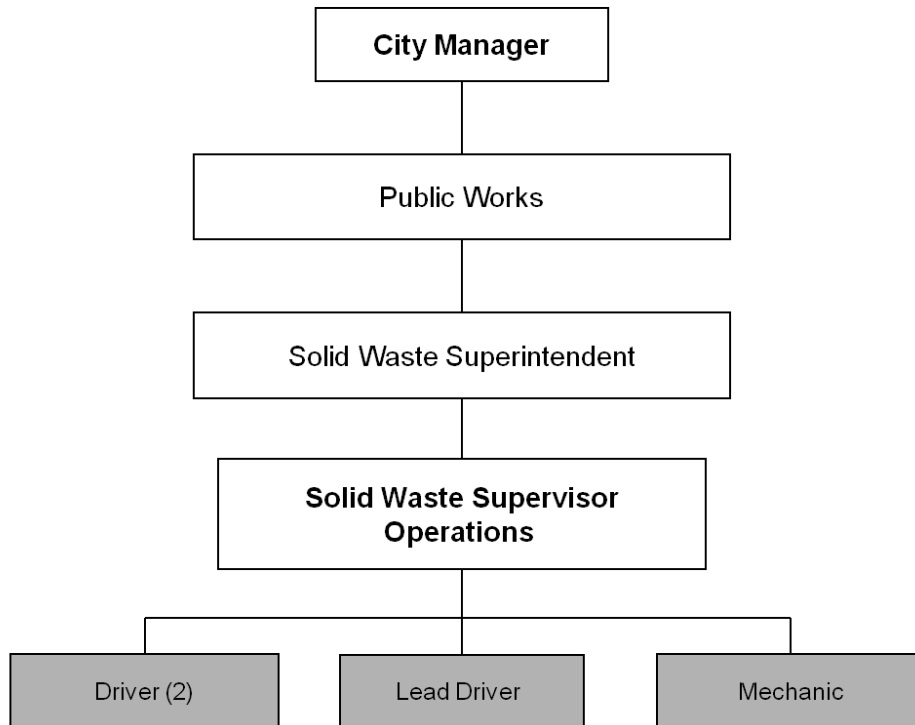 City Manager
Public Works
Solid Waste Superintendent
Solid Waste Supervisor
Operations
Driver (2)
Lead Driver
Mechanic